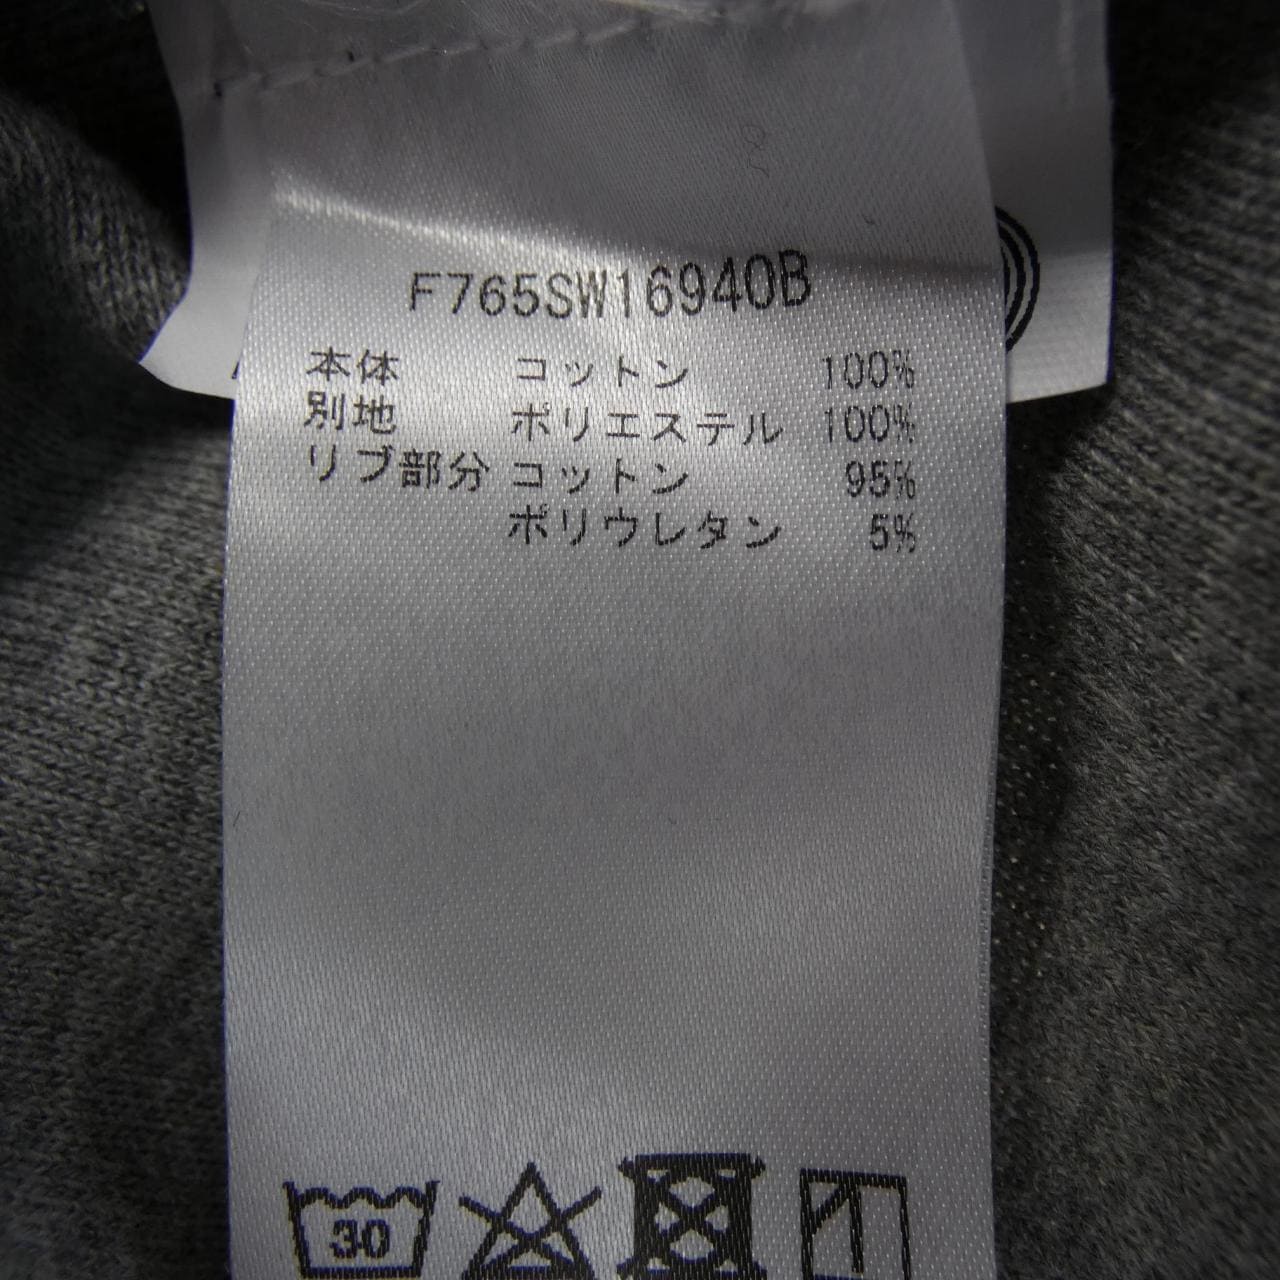 F765SW16940B
本体 コットン 100%
別地 ポリエステル 100%
リブ部分 コットン 95%
ポリウレタン 5%
30